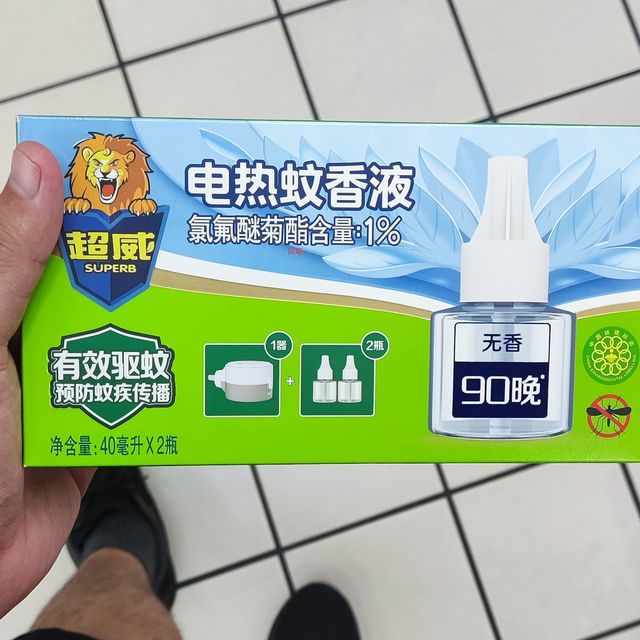 超威
SUPERB
电热蚊香液
氯氟醚菊酯含量:1%
有效驱蚊
预防蚊疾传播
1器
+
2瓶
无香
90晚*
净含量: 40毫升X2瓶